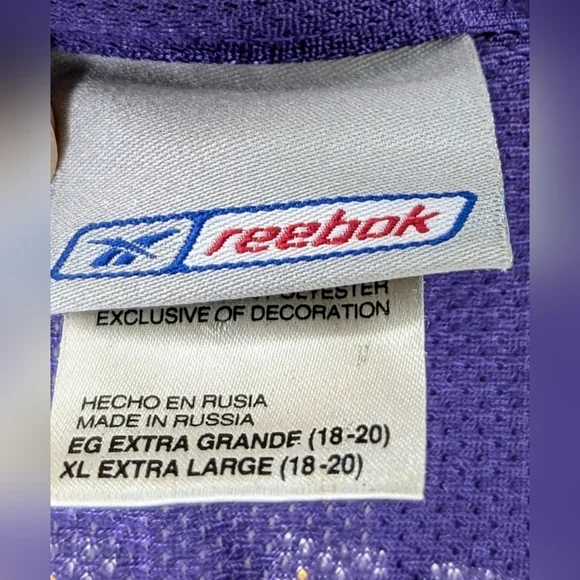 reebok
POLYESTER
EXCLUSIVE OF DECORATION
HECHO EN RUSIA
MADE IN RUSSIA
EG EXTRA GRANDE (18-20)
XL EXTRA LARGE (18-20)